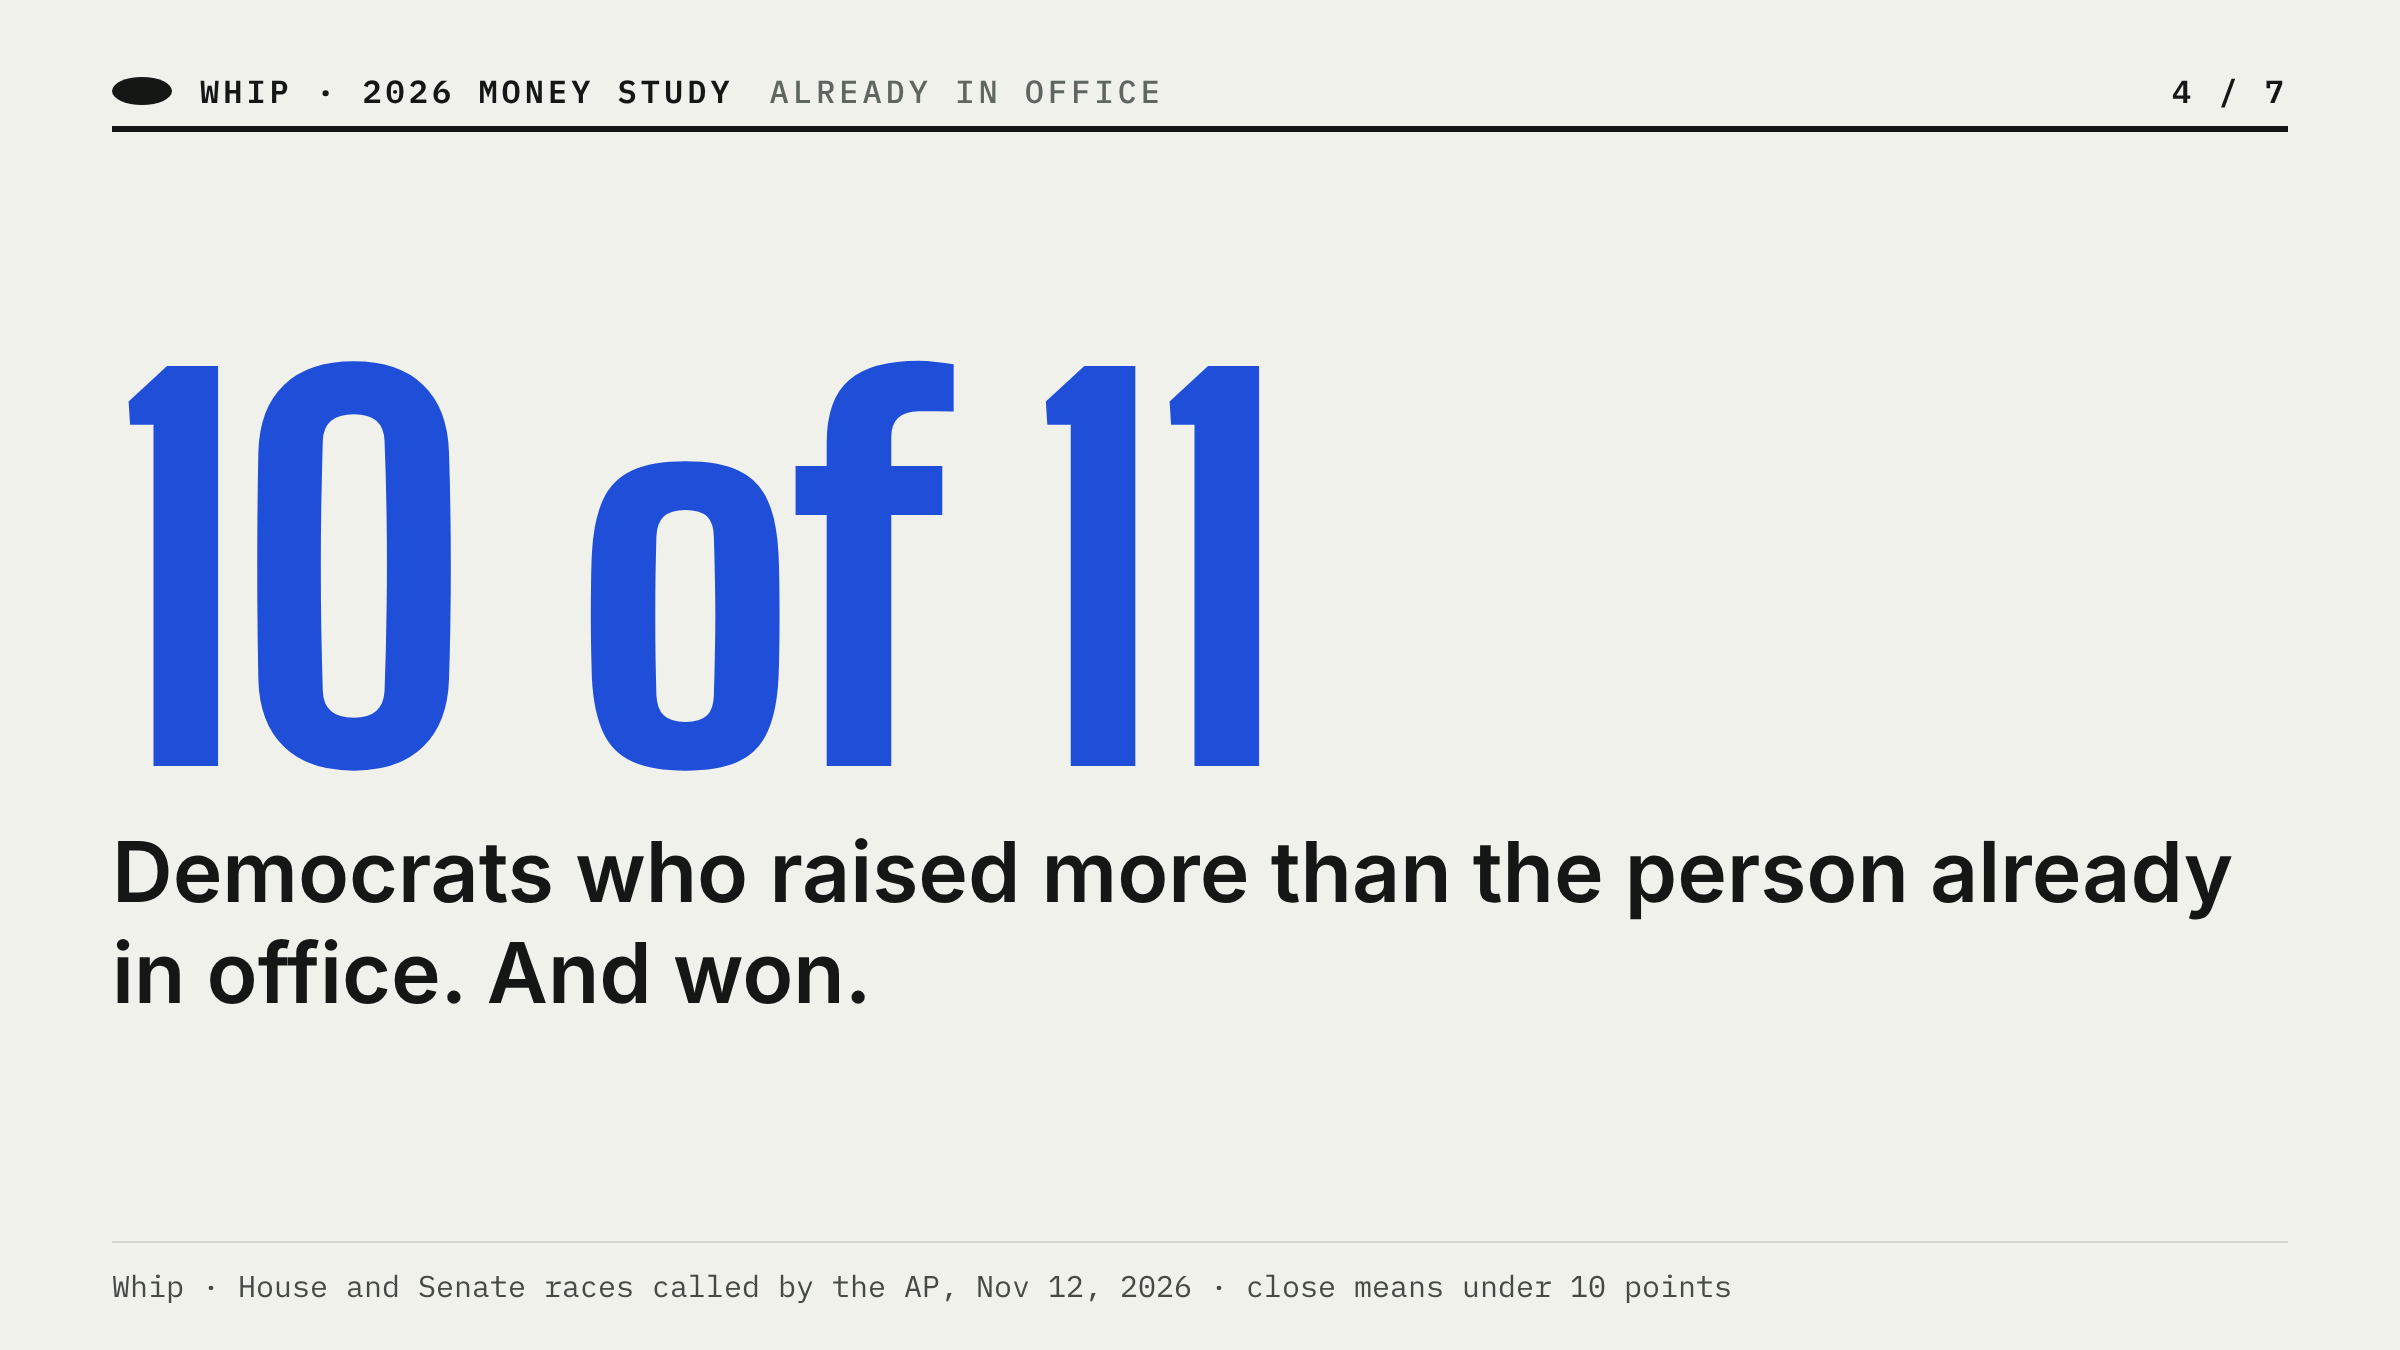 WHIP · 2026 MONEY STUDY ALREADY IN OFFICE 4 / 7
10 of 11
Democrats who raised more than the person already
in office. And won.
Whip · House and Senate races called by the AP, Nov 12, 2026 · close means under 10 points